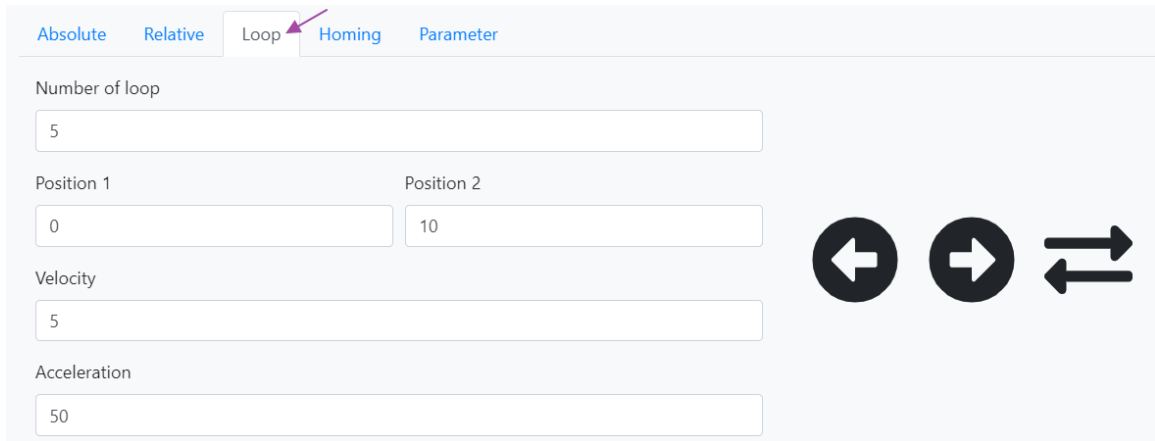 Absolute Relative Loop Homing Parameter
Number of loop
5
Position 1 Position 2
0 10
Velocity
5
Acceleration
50